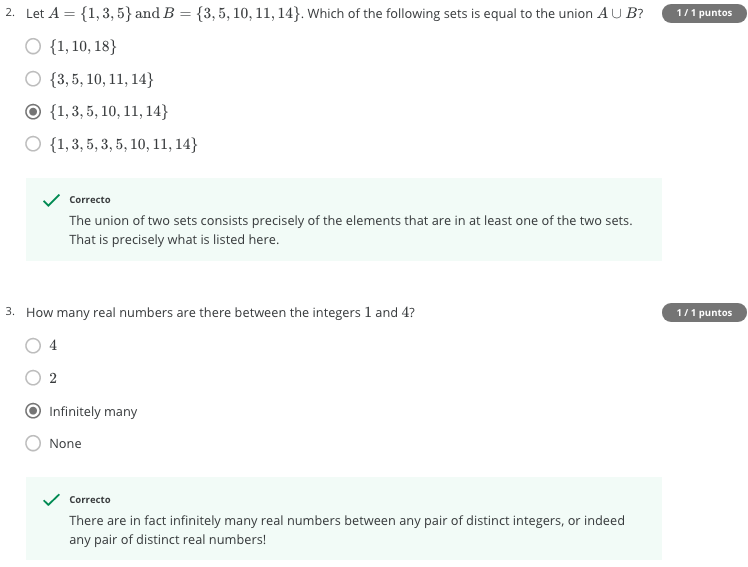 2. Let A = {1, 3, 5} and B = {3, 5, 10, 11, 14}. Which of the following sets is equal to the union A ∪ B? 1 / 1 puntos
{1, 10, 18}
{3, 5, 10, 11, 14}
{1, 3, 5, 10, 11, 14}
{1, 3, 5, 3, 5, 10, 11, 14}
Correcto
The union of two sets consists precisely of the elements that are in at least one of the two sets.
That is precisely what is listed here.
3. How many real numbers are there between the integers 1 and 4? 1 / 1 puntos
4
2
Infinitely many
None
Correcto
There are in fact infinitely many real numbers between any pair of distinct integers, or indeed
any pair of distinct real numbers!